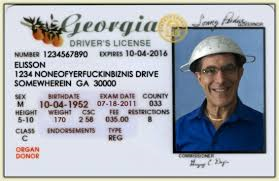 Georgia
GOVERNOR
DRIVER'S LICENSE
NUMBER 1234567890 EXPIRES 10-04-2016
ELISSON
1234 NONEOFYERFUCKINBIZNIS DRIVE
SOMEWHEREIN GA 30000
SEX BIRTHDATE EXAM DATE COUNTY
M 10-04-1952 07-18-2011 033
HEIGHT WEIGHT CSC FEE RESTRICTIONS
5-10 170 2 58 035.00 B
CLASS ENDORSEMENTS TYPE
C REG
ORGAN
DONOR
COMMISSIONER